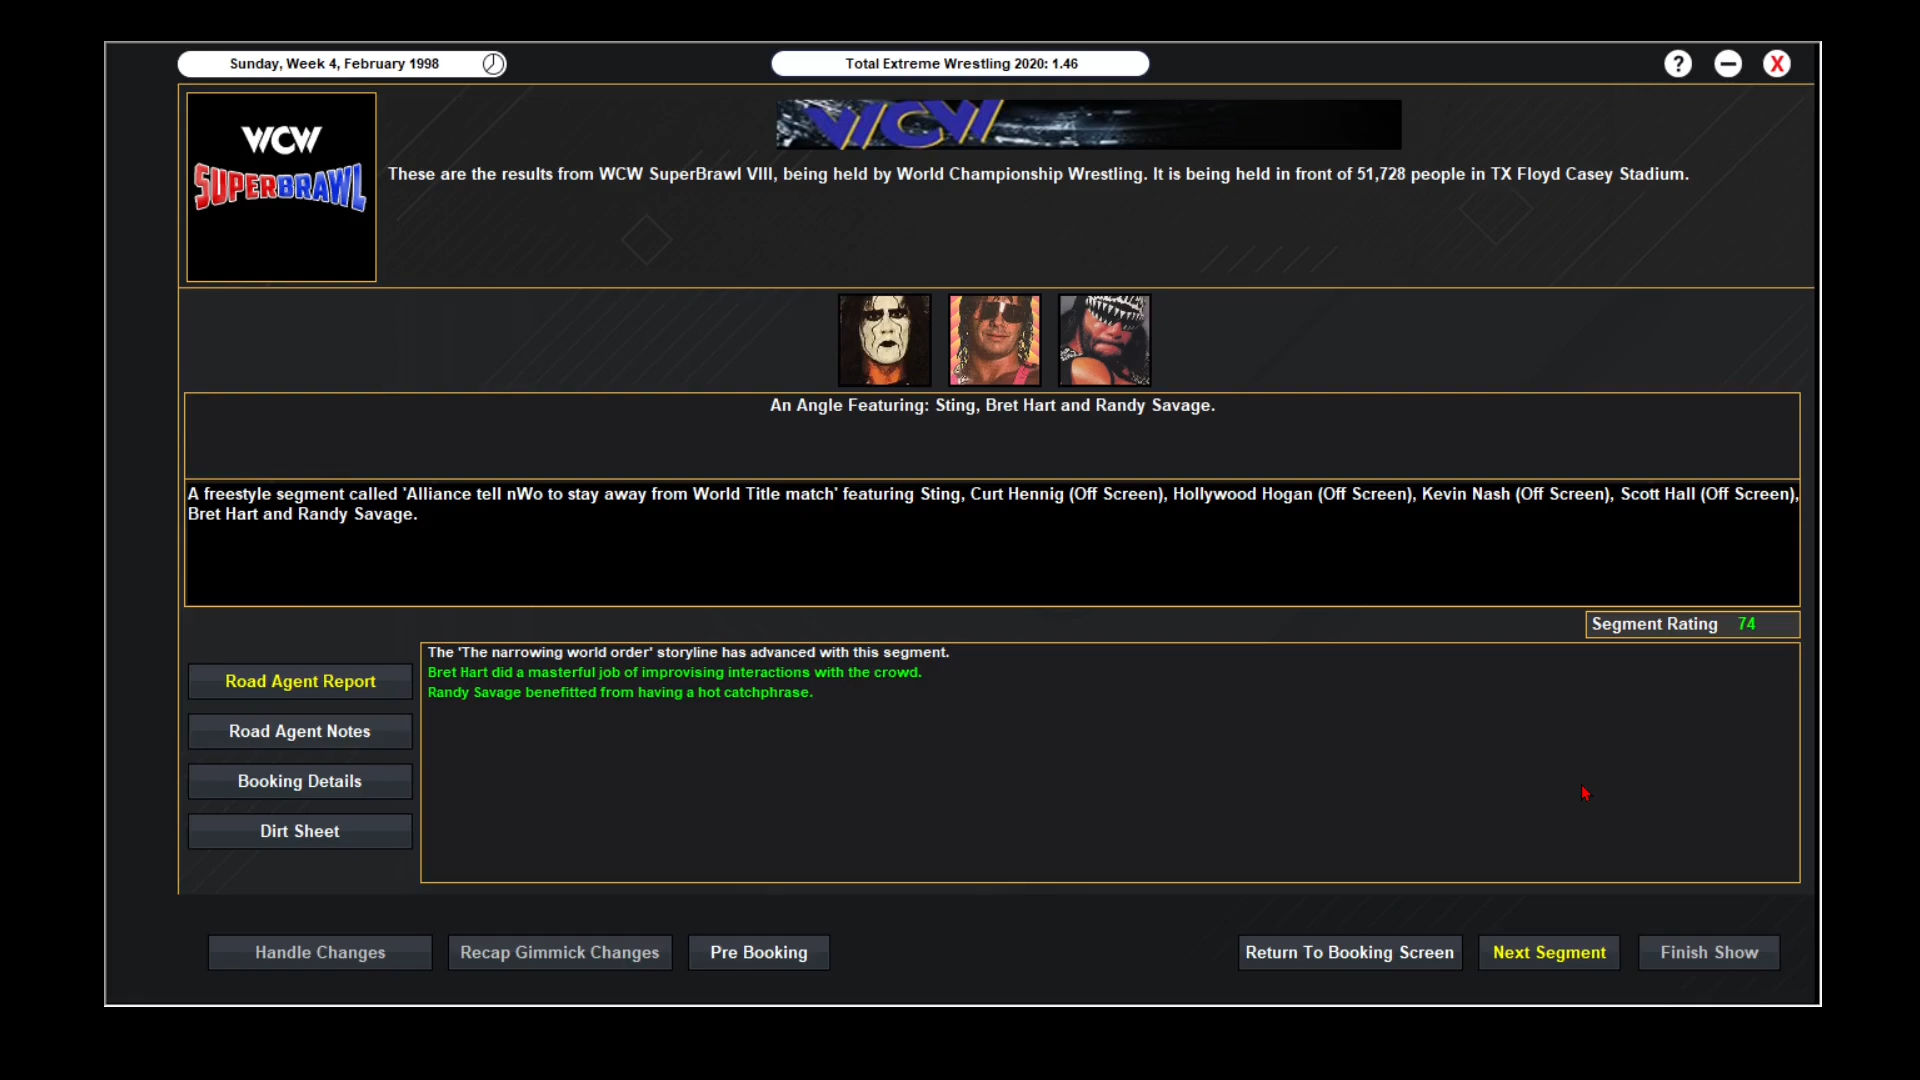 Sunday, Week 4, February 1998
Total Extreme Wrestling 2020: 1.46
?
X
WCW
WCW
SUPERBRAWL
These are the results from WCW SuperBrawl VIII, being held by World Championship Wrestling. It is being held in front of 51,728 people in TX Floyd Casey Stadium.
An Angle Featuring: Sting, Bret Hart and Randy Savage.
A freestyle segment called 'Alliance tell nWo to stay away from World Title match' featuring Sting, Curt Hennig (Off Screen), Hollywood Hogan (Off Screen), Kevin Nash (Off Screen), Scott Hall (Off Screen),
Bret Hart and Randy Savage.
Segment Rating 74
The 'The narrowing world order' storyline has advanced with this segment.
Bret Hart did a masterful job of improvising interactions with the crowd.
Randy Savage benefitted from having a hot catchphrase.
Road Agent Report
Road Agent Notes
Booking Details
Dirt Sheet
Handle Changes
Recap Gimmick Changes
Pre Booking
Return To Booking Screen
Next Segment
Finish Show